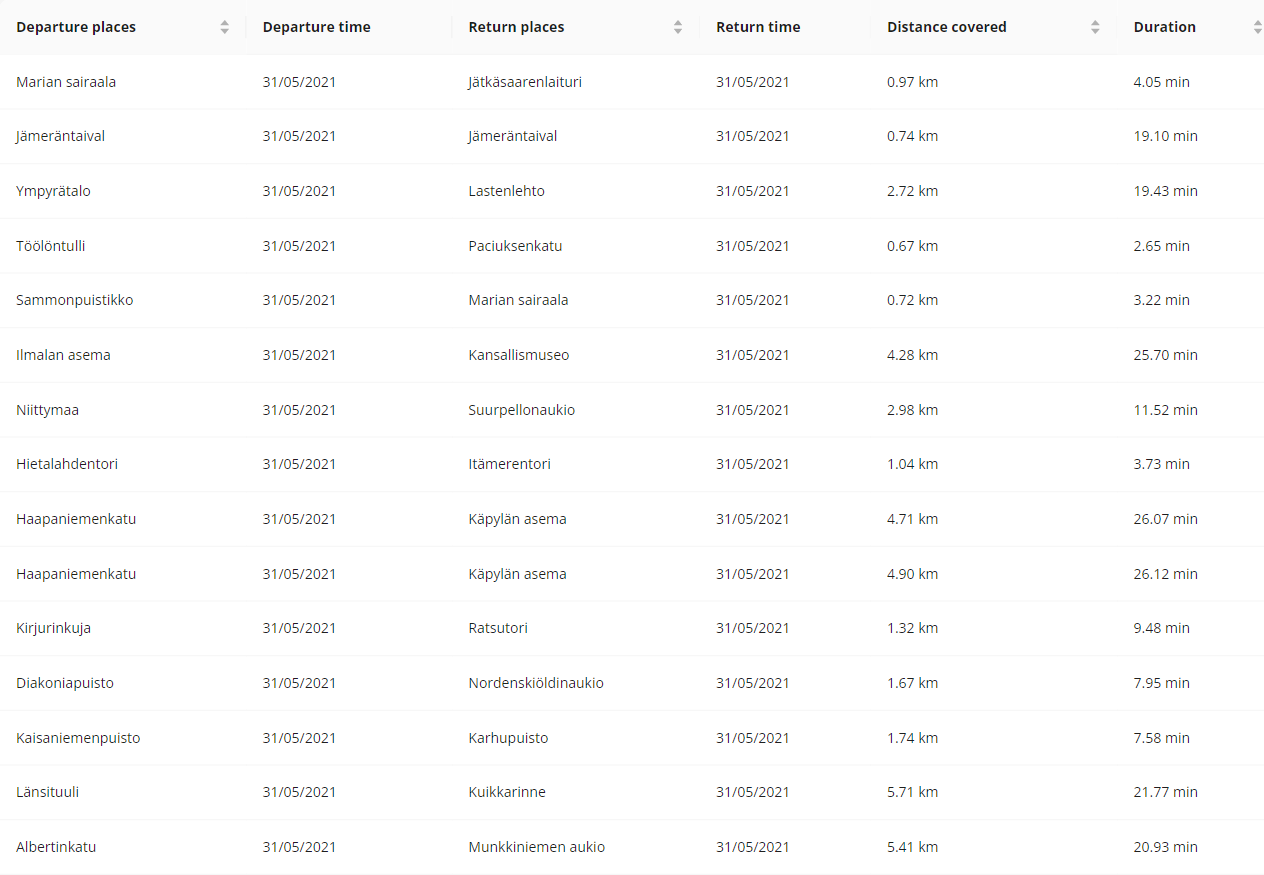 Departure places Departure time Return places Return time Distance covered Duration
Marian sairaala 31/05/2021 Jätkäsaarenlaituri 31/05/2021 0.97 km 4.05 min
Jämeräntaival 31/05/2021 Jämeräntaival 31/05/2021 0.74 km 19.10 min
Ympyrätalo 31/05/2021 Lastenlehto 31/05/2021 2.72 km 19.43 min
Töölöntulli 31/05/2021 Paciuksenkatu 31/05/2021 0.67 km 2.65 min
Sammonpuistikko 31/05/2021 Marian sairaala 31/05/2021 0.72 km 3.22 min
Ilmalan asema 31/05/2021 Kansallismuseo 31/05/2021 4.28 km 25.70 min
Niittymaa 31/05/2021 Suurpellonaukio 31/05/2021 2.98 km 11.52 min
Hietalahdentori 31/05/2021 Itämerentori 31/05/2021 1.04 km 3.73 min
Haapaniemenkatu 31/05/2021 Käpylän asema 31/05/2021 4.71 km 26.07 min
Haapaniemenkatu 31/05/2021 Käpylän asema 31/05/2021 4.90 km 26.12 min
Kirjurinkuja 31/05/2021 Ratsutori 31/05/2021 1.32 km 9.48 min
Diakoniapuisto 31/05/2021 Nordenskiöldinaukio 31/05/2021 1.67 km 7.95 min
Kaisaniemenpuisto 31/05/2021 Karhupuisto 31/05/2021 1.74 km 7.58 min
Länsituuli 31/05/2021 Kuikkarinne 31/05/2021 5.71 km 21.77 min
Albertinkatu 31/05/2021 Munkkiniemen aukio 31/05/2021 5.41 km 20.93 min